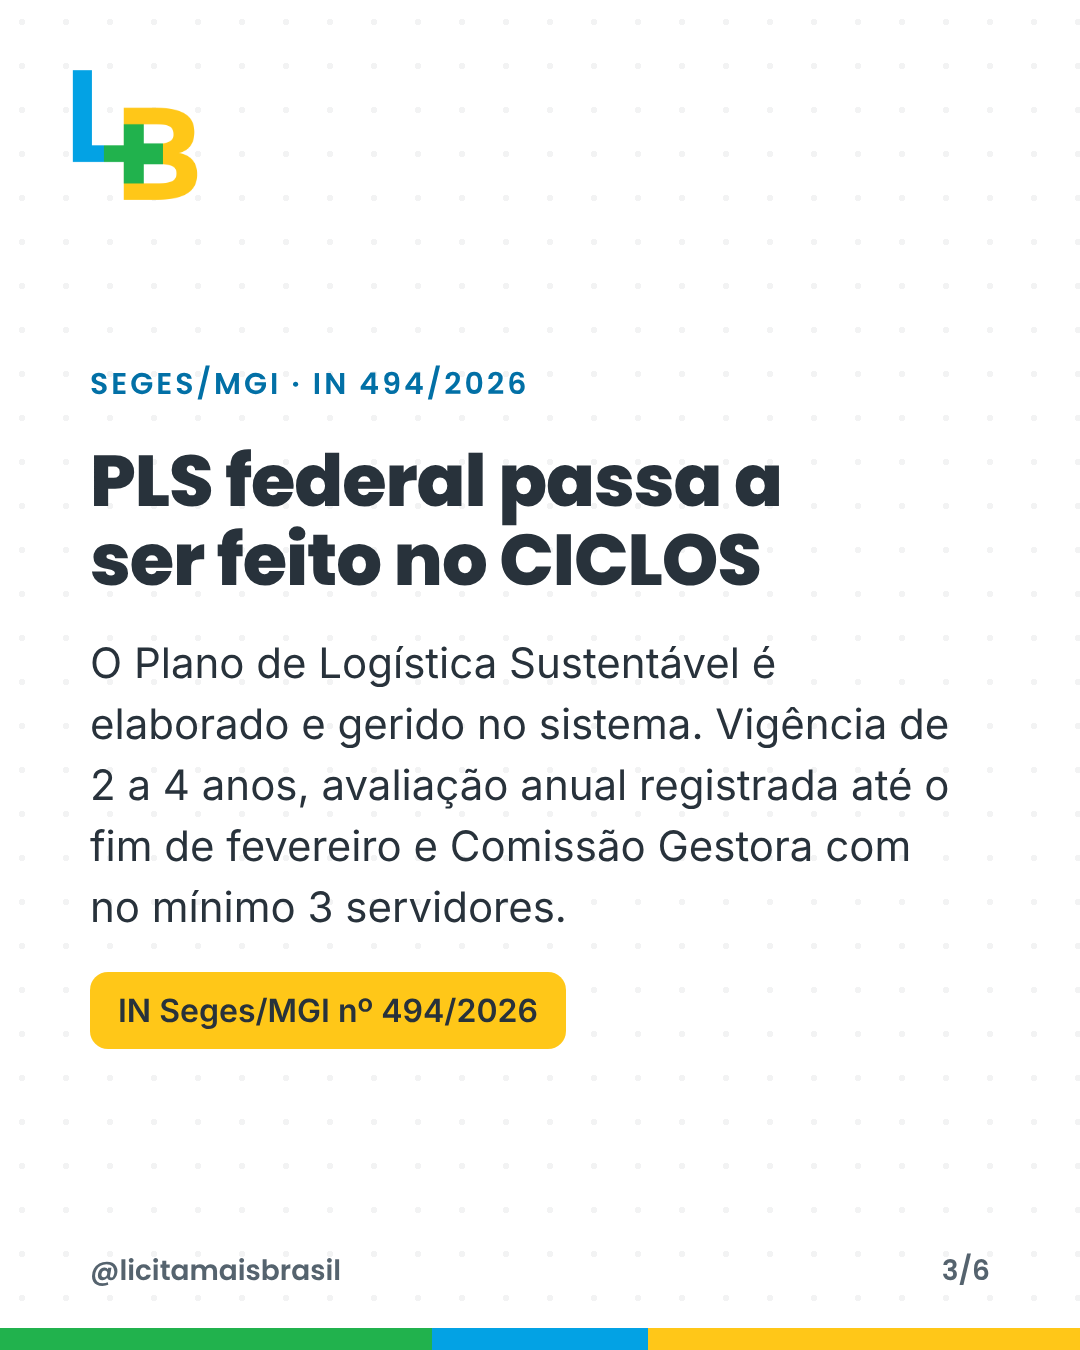 L+B
SEGES/MGI · IN 494/2026
PLS federal passa a
ser feito no CICLOS
O Plano de Logística Sustentável é
elaborado e gerido no sistema. Vigência de
2 a 4 anos, avaliação anual registrada até o
fim de fevereiro e Comissão Gestora com
no mínimo 3 servidores.
IN Seges/MGI nº 494/2026
@licitamaisbrasil
3/6